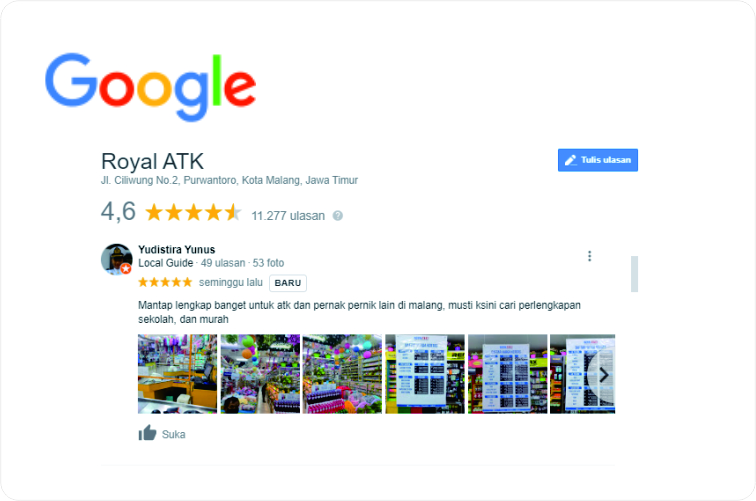 Google
Royal ATK
Jl. Ciliwung No.2, Purwantoro, Kota Malang, Jawa Timur
Tulis ulasan
4,6 11.277 ulasan
Yudistira Yunus
Local Guide · 49 ulasan · 53 foto
seminggu lalu BARU
Mantap lengkap banget untuk atk dan pernak pernik lain di malang, musti ksini cari perlengkapan
sekolah, dan murah
Suka